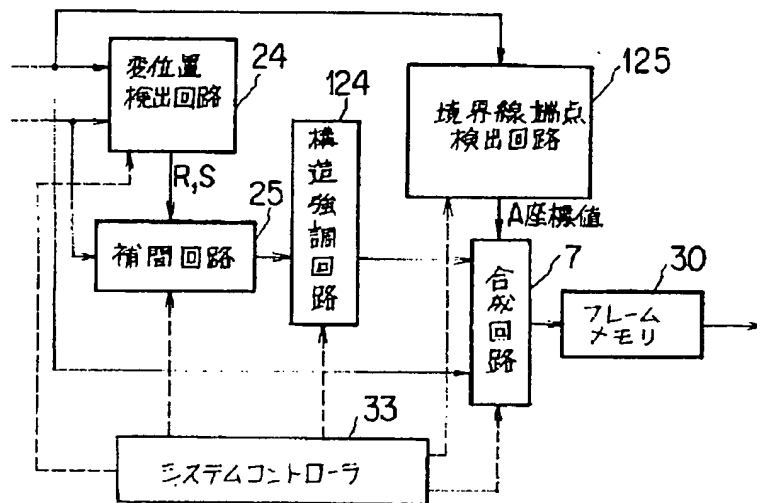 変位置
検出回路
24
R,S
補間回路
25
124
構造強調回路
境界線端点
検出回路
125
A座標値
合成回路
7
30
フレーム
メモリ
33
システムコントローラ